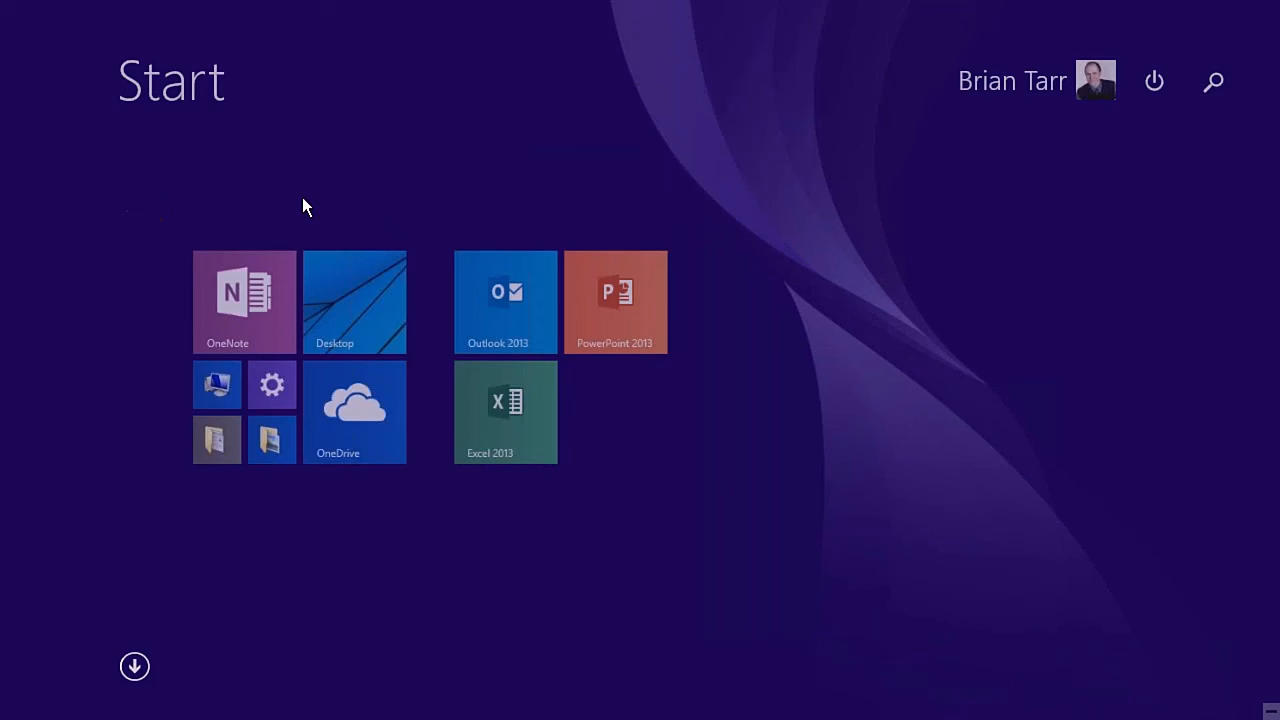 Start
Brian Tarr
OneNote
Desktop
Outlook 2013
PowerPoint 2013
OneDrive
Excel 2013